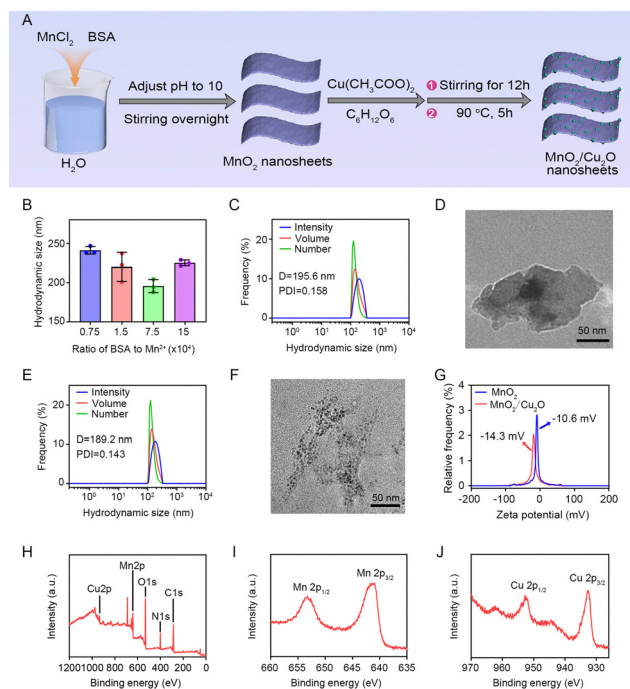 A
MnCl₂ BSA
H₂O
Adjust pH to 10
Stirring overnight
MnO₂ nanosheets
Cu(CH₃COO)₂
C₆H₁₂O₆
1 Stirring for 12h
2 90 °C, 5h
MnO₂/Cu₂O
nanosheets
B
Hydrodynamic size (nm)
250
200
150
0.75 1.5 7.5 15
Ratio of BSA to Mn²⁺ (x10⁴)
C
Frequency (%)
20
10
0
Intensity
Volume
Number
D=195.6 nm
PDI=0.158
10⁰ 10¹ 10² 10³ 10⁴
Hydrodynamic size (nm)
D
50 nm
E
Frequency (%)
20
10
0
Intensity
Volume
Number
D=189.2 nm
PDI=0.143
10⁰ 10¹ 10² 10³ 10⁴
Hydrodynamic size (nm)
F
50 nm
G
Relative frequency (%)
4
3
2
1
0
MnO₂
MnO₂/Cu₂O
-10.6 mV
-14.3 mV
-200 -100 0 100 200
Zeta potential (mV)
H
Intensity (a.u.)
Cu2p
Mn2p
O1s
N1s
C1s
1200 1000 800 600 400 200 0
Binding energy (eV)
I
Intensity (a.u.)
Mn 2p₁/₂
Mn 2p₃/₂
660 655 650 645 640 635
Binding energy (eV)
J
Intensity (a.u.)
Cu 2p₁/₂
Cu 2p₃/₂
970 960 950 940 930
Binding energy (eV)